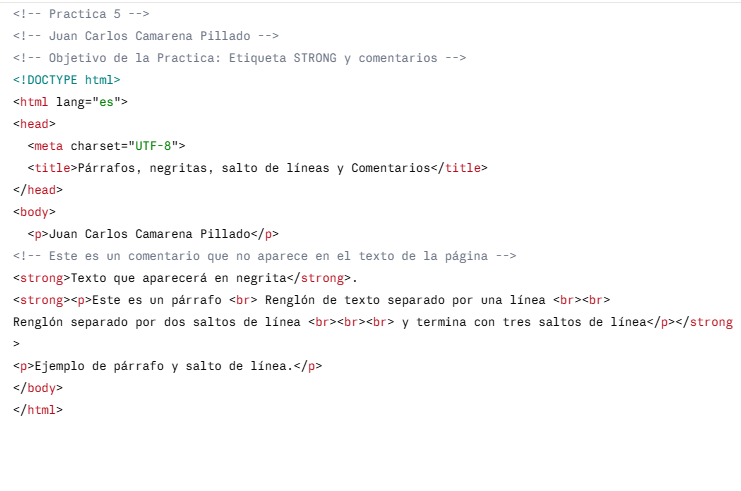 <!-- Practica 5 -->
<!-- Juan Carlos Camarena Pillado -->
<!-- Objetivo de la Practica: Etiqueta STRONG y comentarios -->
<!DOCTYPE html>
<html lang="es">
<head>
  <meta charset="UTF-8">
  <title>Párrafos, negritas, salto de líneas y Comentarios</title>
</head>
<body>
  <p>Juan Carlos Camarena Pillado</p>
<!-- Este es un comentario que no aparece en el texto de la página -->
<strong>Texto que aparecerá en negrita</strong>.
<strong><p>Este es un párrafo <br> Renglón de texto separado por una línea <br><br>
Renglón separado por dos saltos de línea <br><br><br> y termina con tres saltos de línea</p></strong
>
<p>Ejemplo de párrafo y salto de línea.</p>
</body>
</html>